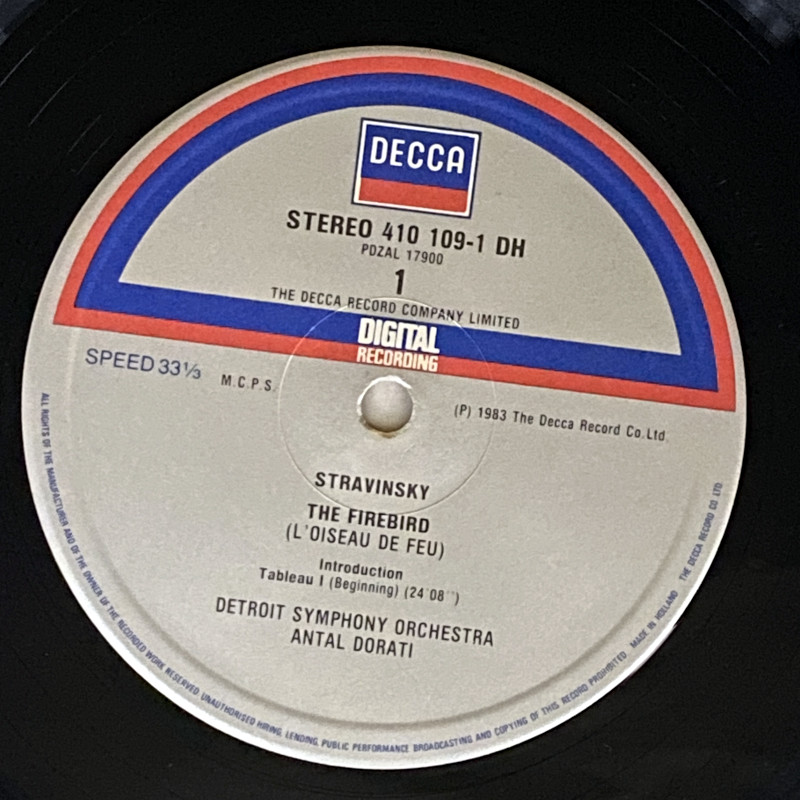 DECCA
STEREO 410 109-1 DH
PDZAL 17900
1
THE DECCA RECORD COMPANY LIMITED
DIGITAL
RECORDING
SPEED 33⅓
M.C.P.S.
(P) 1983 The Decca Record Co.Ltd.
STRAVINSKY
THE FIREBIRD
(L'OISEAU DE FEU)
Introduction
Tableau I (Beginning) (24'08'')
DETROIT SYMPHONY ORCHESTRA
ANTAL DORATI
ALL RIGHTS OF THE MANUFACTURER AND OF THE OWNER OF THE RECORDED WORK RESERVED. UNAUTHORISED HIRING, LENDING, PUBLIC PERFORMANCE BROADCASTING AND COPYING OF THIS RECORD PROHIBITED. MADE IN HOLLAND THE DECCA RECORD CO LTD.